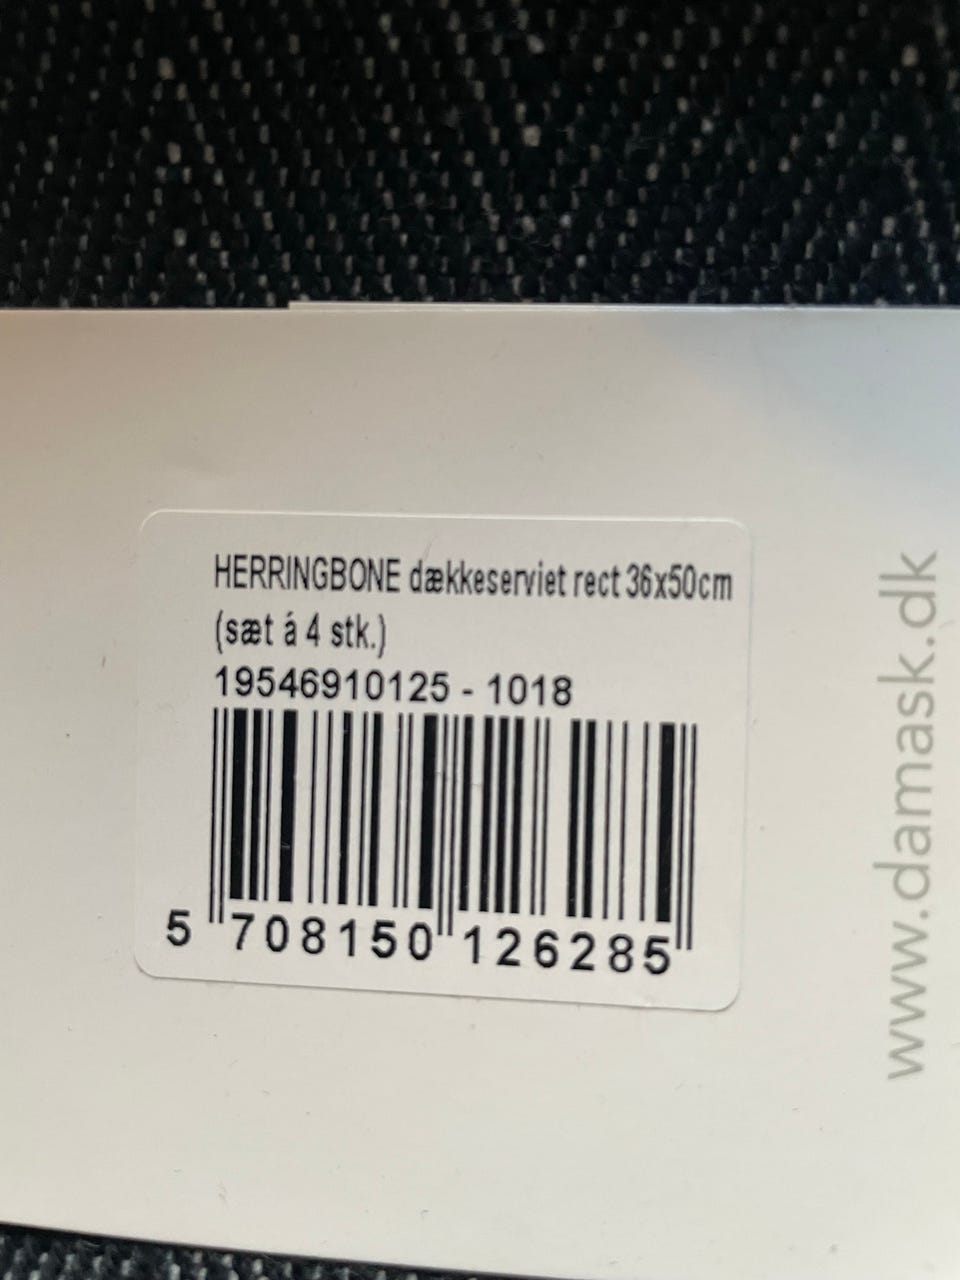 HERRINGBONE dækkeserviet rect 36x50cm
(sæt á 4 stk.)
19546910125 - 1018
5 708150 126285
www.damask.dk